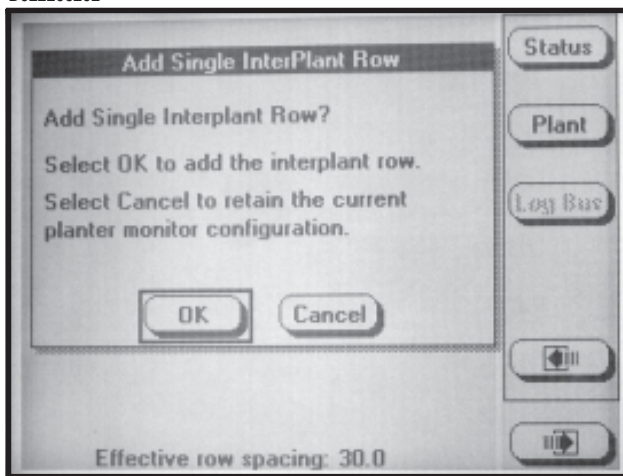 Add Single InterPlant Row
Add Single Interplant Row?
Select OK to add the interplant row.
Select Cancel to retain the current
planter monitor configuration.
OK
Cancel
Effective row spacing: 30.0
Status
Plant
Log Bus